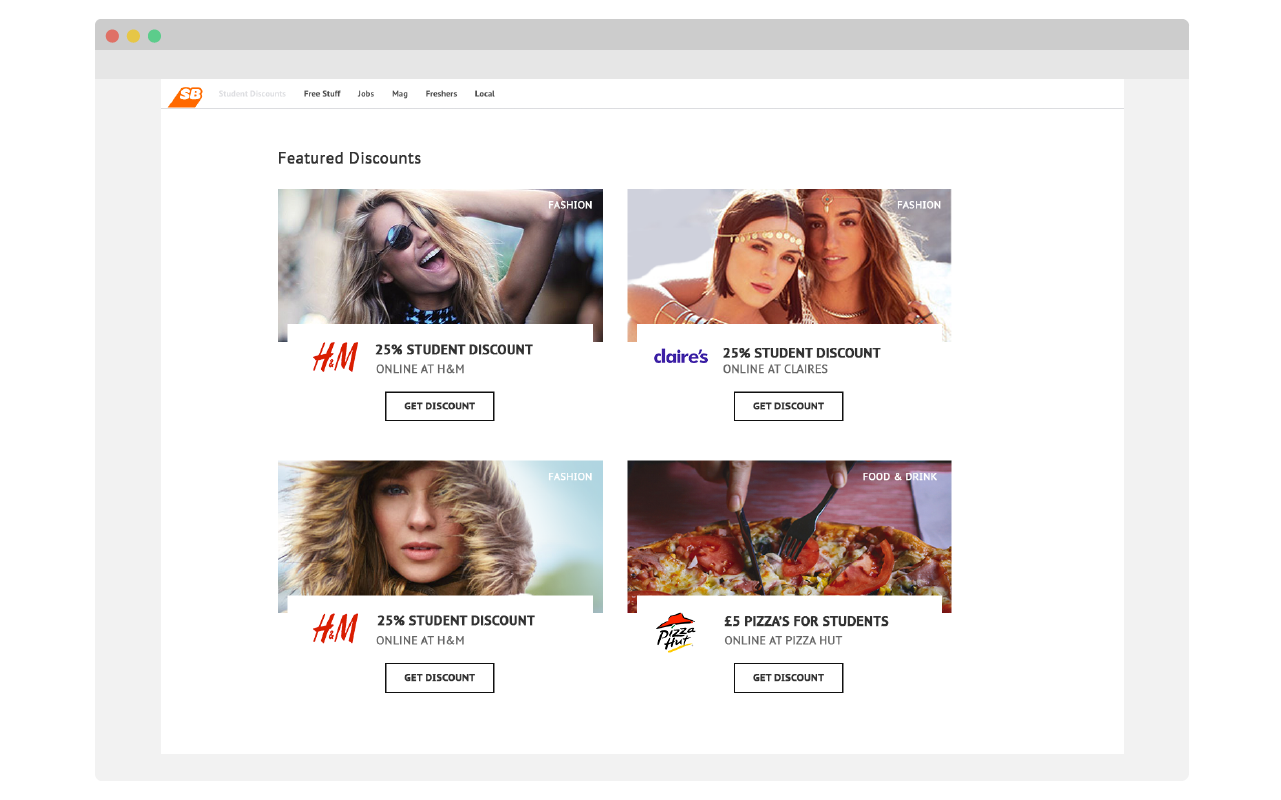 SB Student Discounts Free Stuff Jobs Mag Freshers Local
Featured Discounts
FASHION
H&M
25% STUDENT DISCOUNT
ONLINE AT H&M
GET DISCOUNT
FASHION
claire's
25% STUDENT DISCOUNT
ONLINE AT CLAIRES
GET DISCOUNT
FASHION
H&M
25% STUDENT DISCOUNT
ONLINE AT H&M
GET DISCOUNT
FOOD & DRINK
Pizza
Hut
£5 PIZZA'S FOR STUDENTS
ONLINE AT PIZZA HUT
GET DISCOUNT